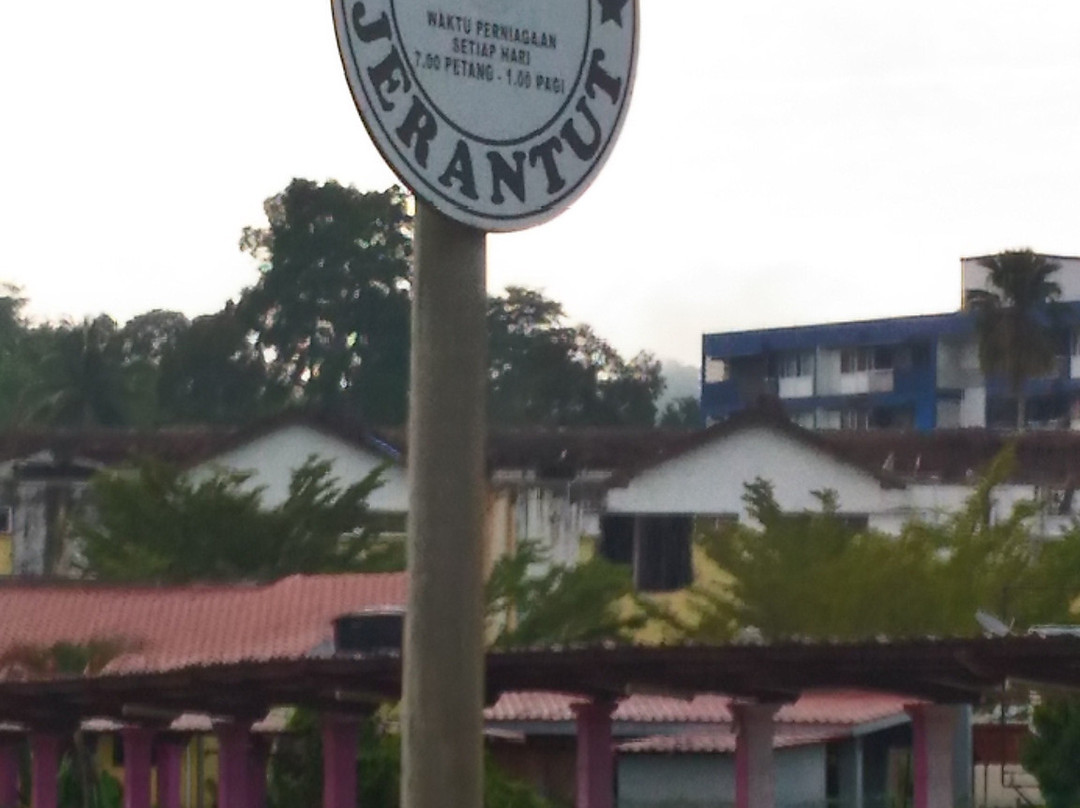 WAKTU PERNIAGAAN
SETIAP HARI
7.00 PETANG - 1.00 PAGI
JERANTUT